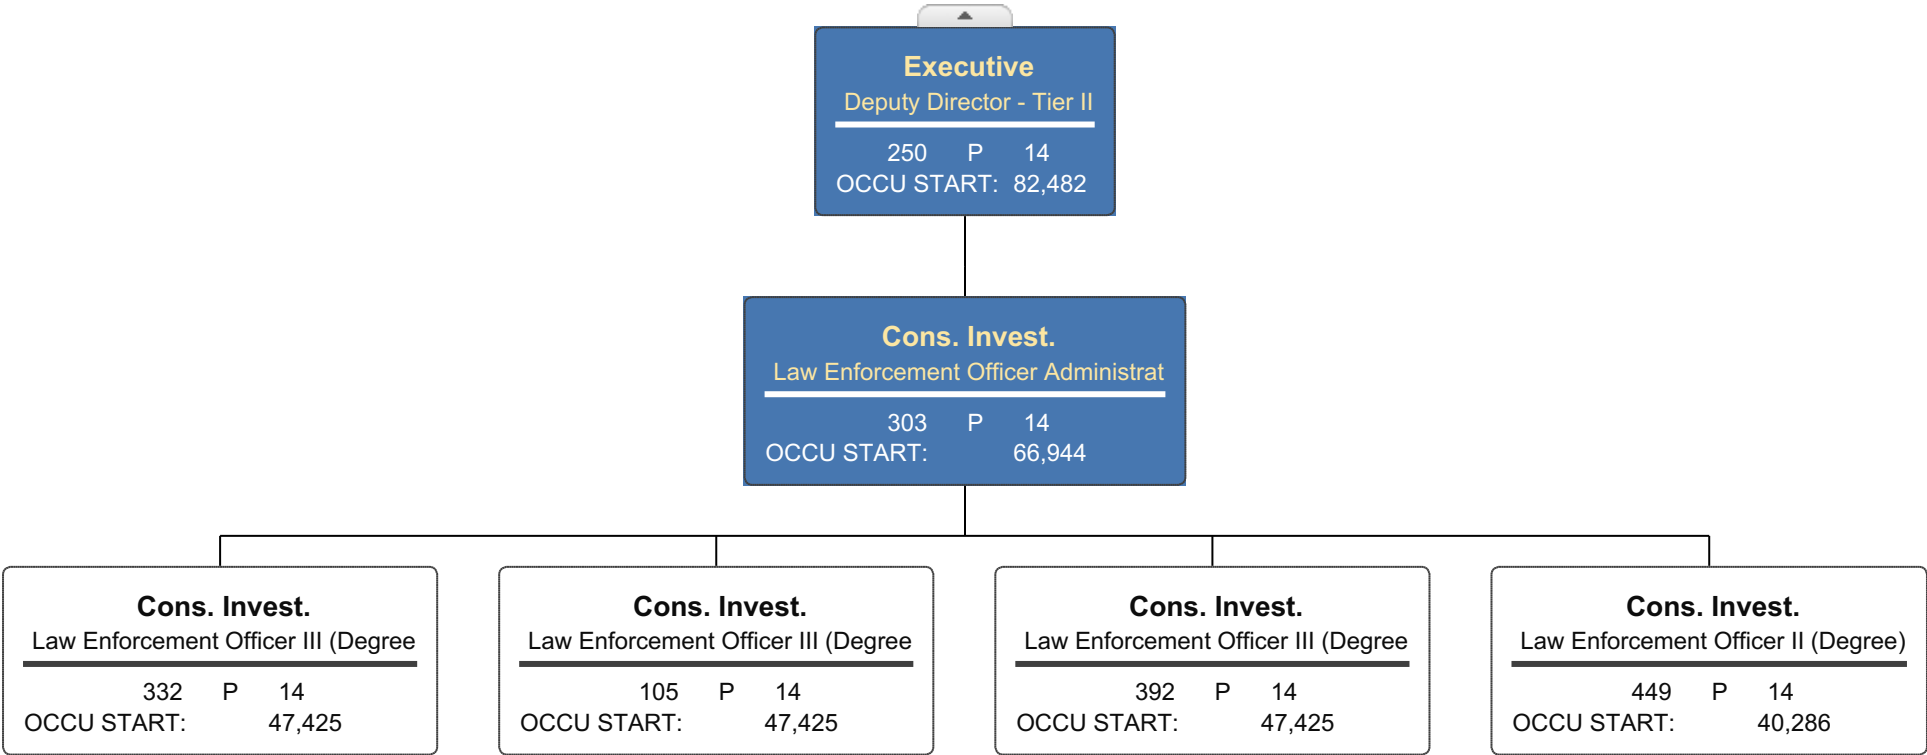 Executive
Deputy Director - Tier II
250 P 14
OCCU START: 82,482
Cons. Invest.
Law Enforcement Officer Administrat
303 P 14
OCCU START: 66,944
Cons. Invest.
Law Enforcement Officer III (Degree
332 P 14
OCCU START: 47,425
Cons. Invest.
Law Enforcement Officer III (Degree
105 P 14
OCCU START: 47,425
Cons. Invest.
Law Enforcement Officer III (Degree
392 P 14
OCCU START: 47,425
Cons. Invest.
Law Enforcement Officer II (Degree)
449 P 14
OCCU START: 40,286